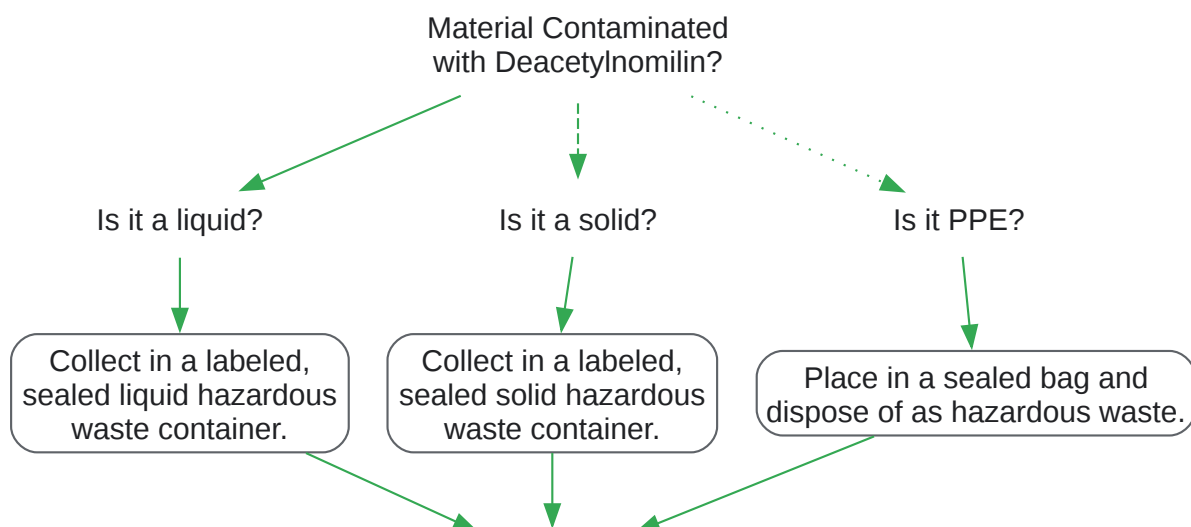 Material Contaminated
with Deacetylnomilin?
Is it a liquid?
Is it a solid?
Is it PPE?
Collect in a labeled,
sealed liquid hazardous
waste container.
Collect in a labeled,
sealed solid hazardous
waste container.
Place in a sealed bag and
dispose of as hazardous waste.